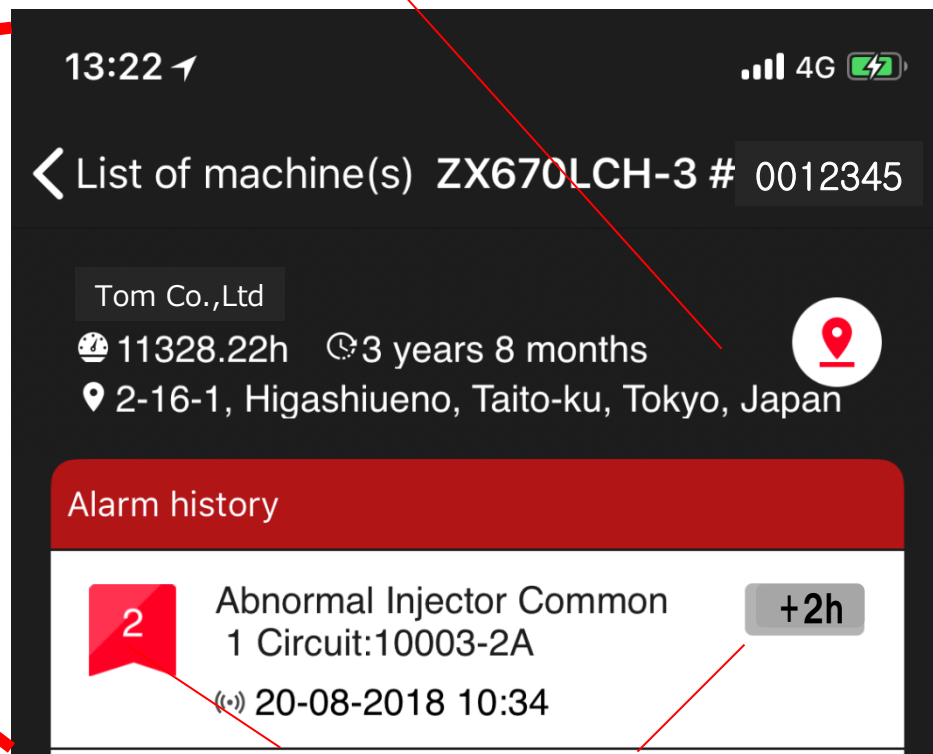 13:22 4G
List of machine(s) ZX670LCH-3 # 0012345
Tom Co.,Ltd
11328.22h 3 years 8 months
2-16-1, Higashiueno, Taito-ku, Tokyo, Japan
Alarm history
2 Abnormal Injector Common +2h
1 Circuit:10003-2A
20-08-2018 10:34